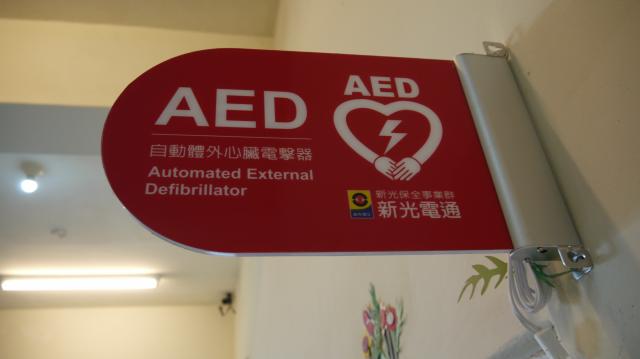 AED
自動體外心臟電擊器
Automated External
Defibrillator
AED
新光保全事業群
新光電通